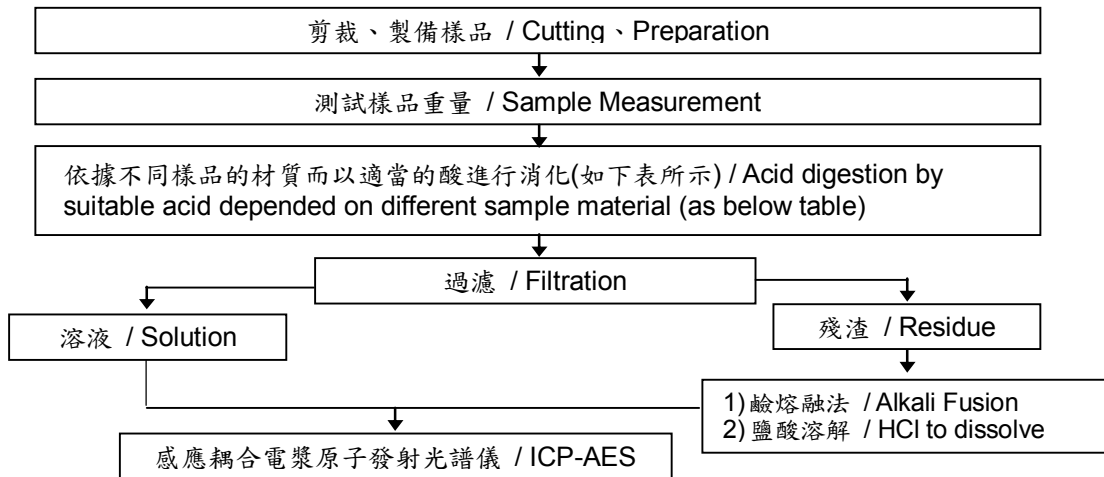 剪裁、製備樣品 / Cutting、Preparation
測試樣品重量 / Sample Measurement
依據不同樣品的材質而以適當的酸進行消化(如下表所示) / Acid digestion by
suitable acid depended on different sample material (as below table)
過濾 / Filtration
溶液 / Solution
殘渣 / Residue
1) 鹼熔融法 / Alkali Fusion
2) 鹽酸溶解 / HCl to dissolve
感應耦合電漿原子發射光譜儀 / ICP-AES